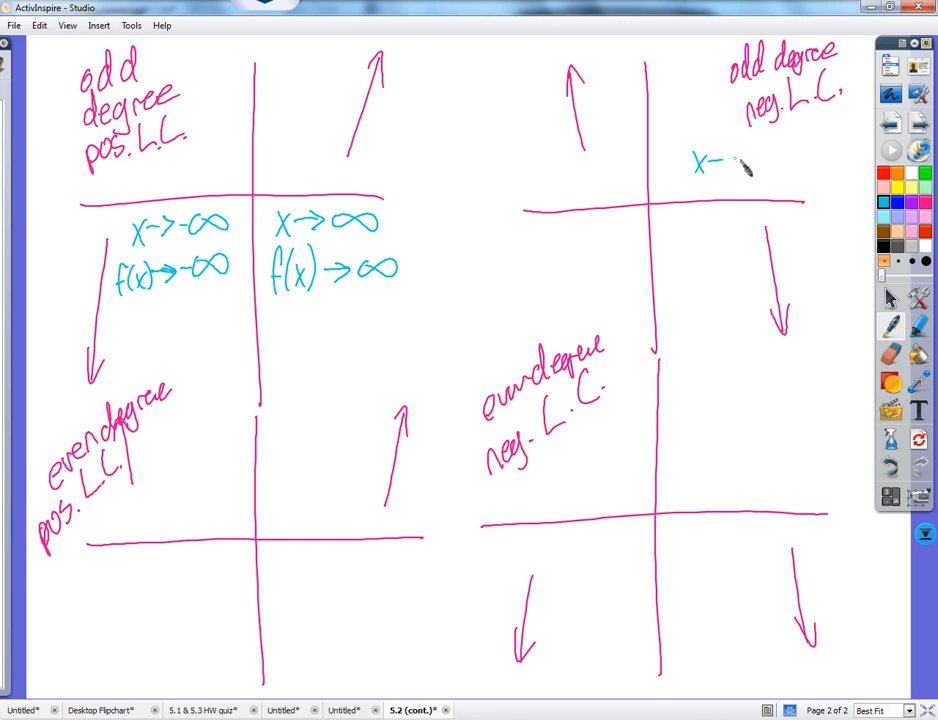 ActivInspire - Studio
File Edit View Insert Tools Help
odd
degree
pos. L.C.
odd degree
neg. L.C.
x-
x->-∞
x→∞
f(x)→-∞
f(x)→∞
even degree
pos. L.C.
even degree
neg. L.C.
Untitled* Desktop Flipchart* 5.1 & 5.3 HW quiz* Untitled* Untitled* 5.2 (cont.)* Page 2 of 2 Best Fit